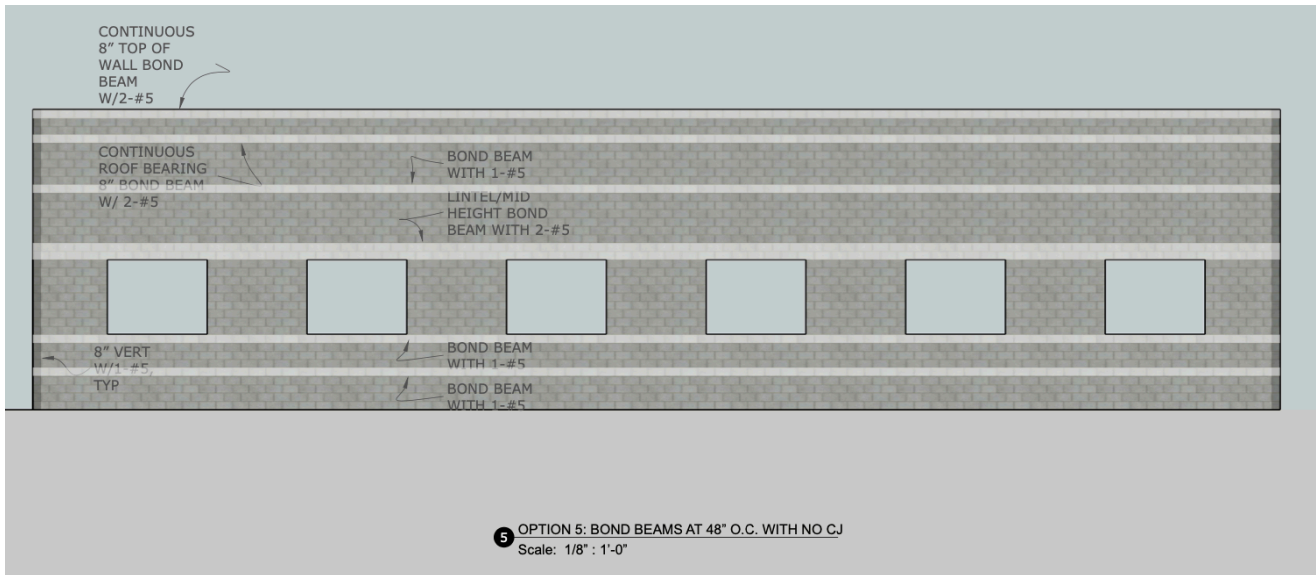 CONTINUOUS
8” TOP OF
WALL BOND
BEAM
W/2-#5
CONTINUOUS
ROOF BEARING
8” BOND BEAM
W/ 2-#5
BOND BEAM
WITH 1-#5
LINTEL/MID
HEIGHT BOND
BEAM WITH 2-#5
8” VERT
W/1-#5,
TYP
BOND BEAM
WITH 1-#5
BOND BEAM
WITH 1-#5
5 OPTION 5: BOND BEAMS AT 48” O.C. WITH NO CJ
Scale: 1/8” : 1’-0”